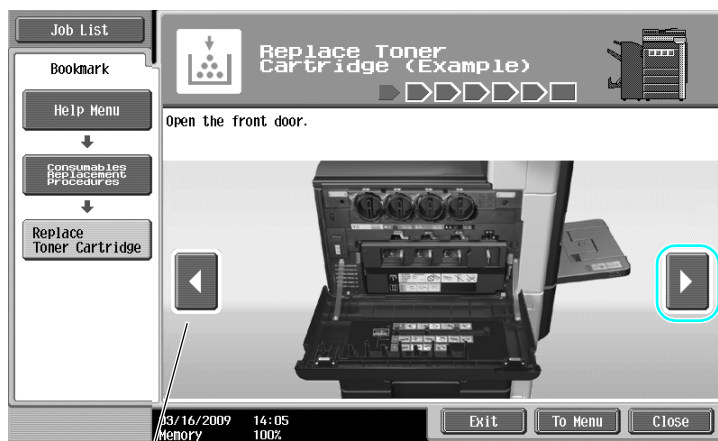 Job List
Bookmark
Help Menu
Consumables
Replacement
Procedures
Replace
Toner Cartridge
Replace Toner
Cartridge (Example)
Open the front door.
03/16/2009 14:05
Memory 100%
Exit
To Menu
Close